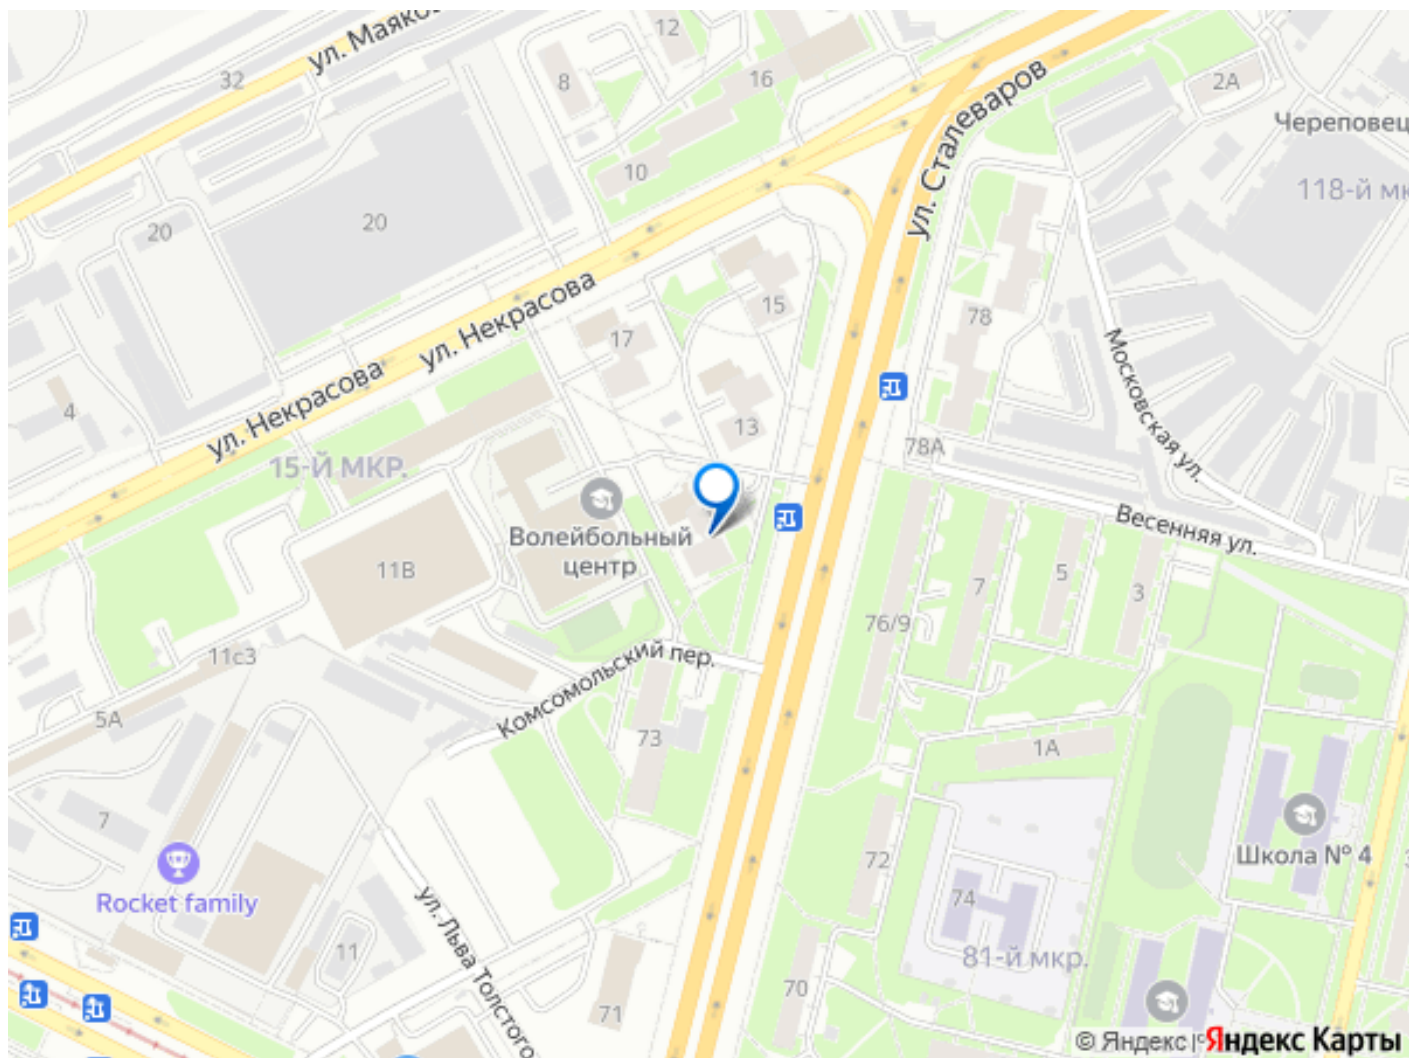 ул. Маяков
12
32
8
16
2А
ул. Сталеваров
Череповец
10
118-й мк
20
20
15
ул. Некрасова
17
78
ул. Некрасова
4
Московская ул.
13
15-Й МКР.
78А
Весенняя ул.
Волейбольный
центр
11В
7
5
3
76/9
11с3
Комсомольский пер.
5А
73
1А
7
Школа № 4
72
Rocket family
74
ул. Льва Толстого
11
81-й мкр.
70
71
© Яндекс
Яндекс Карты